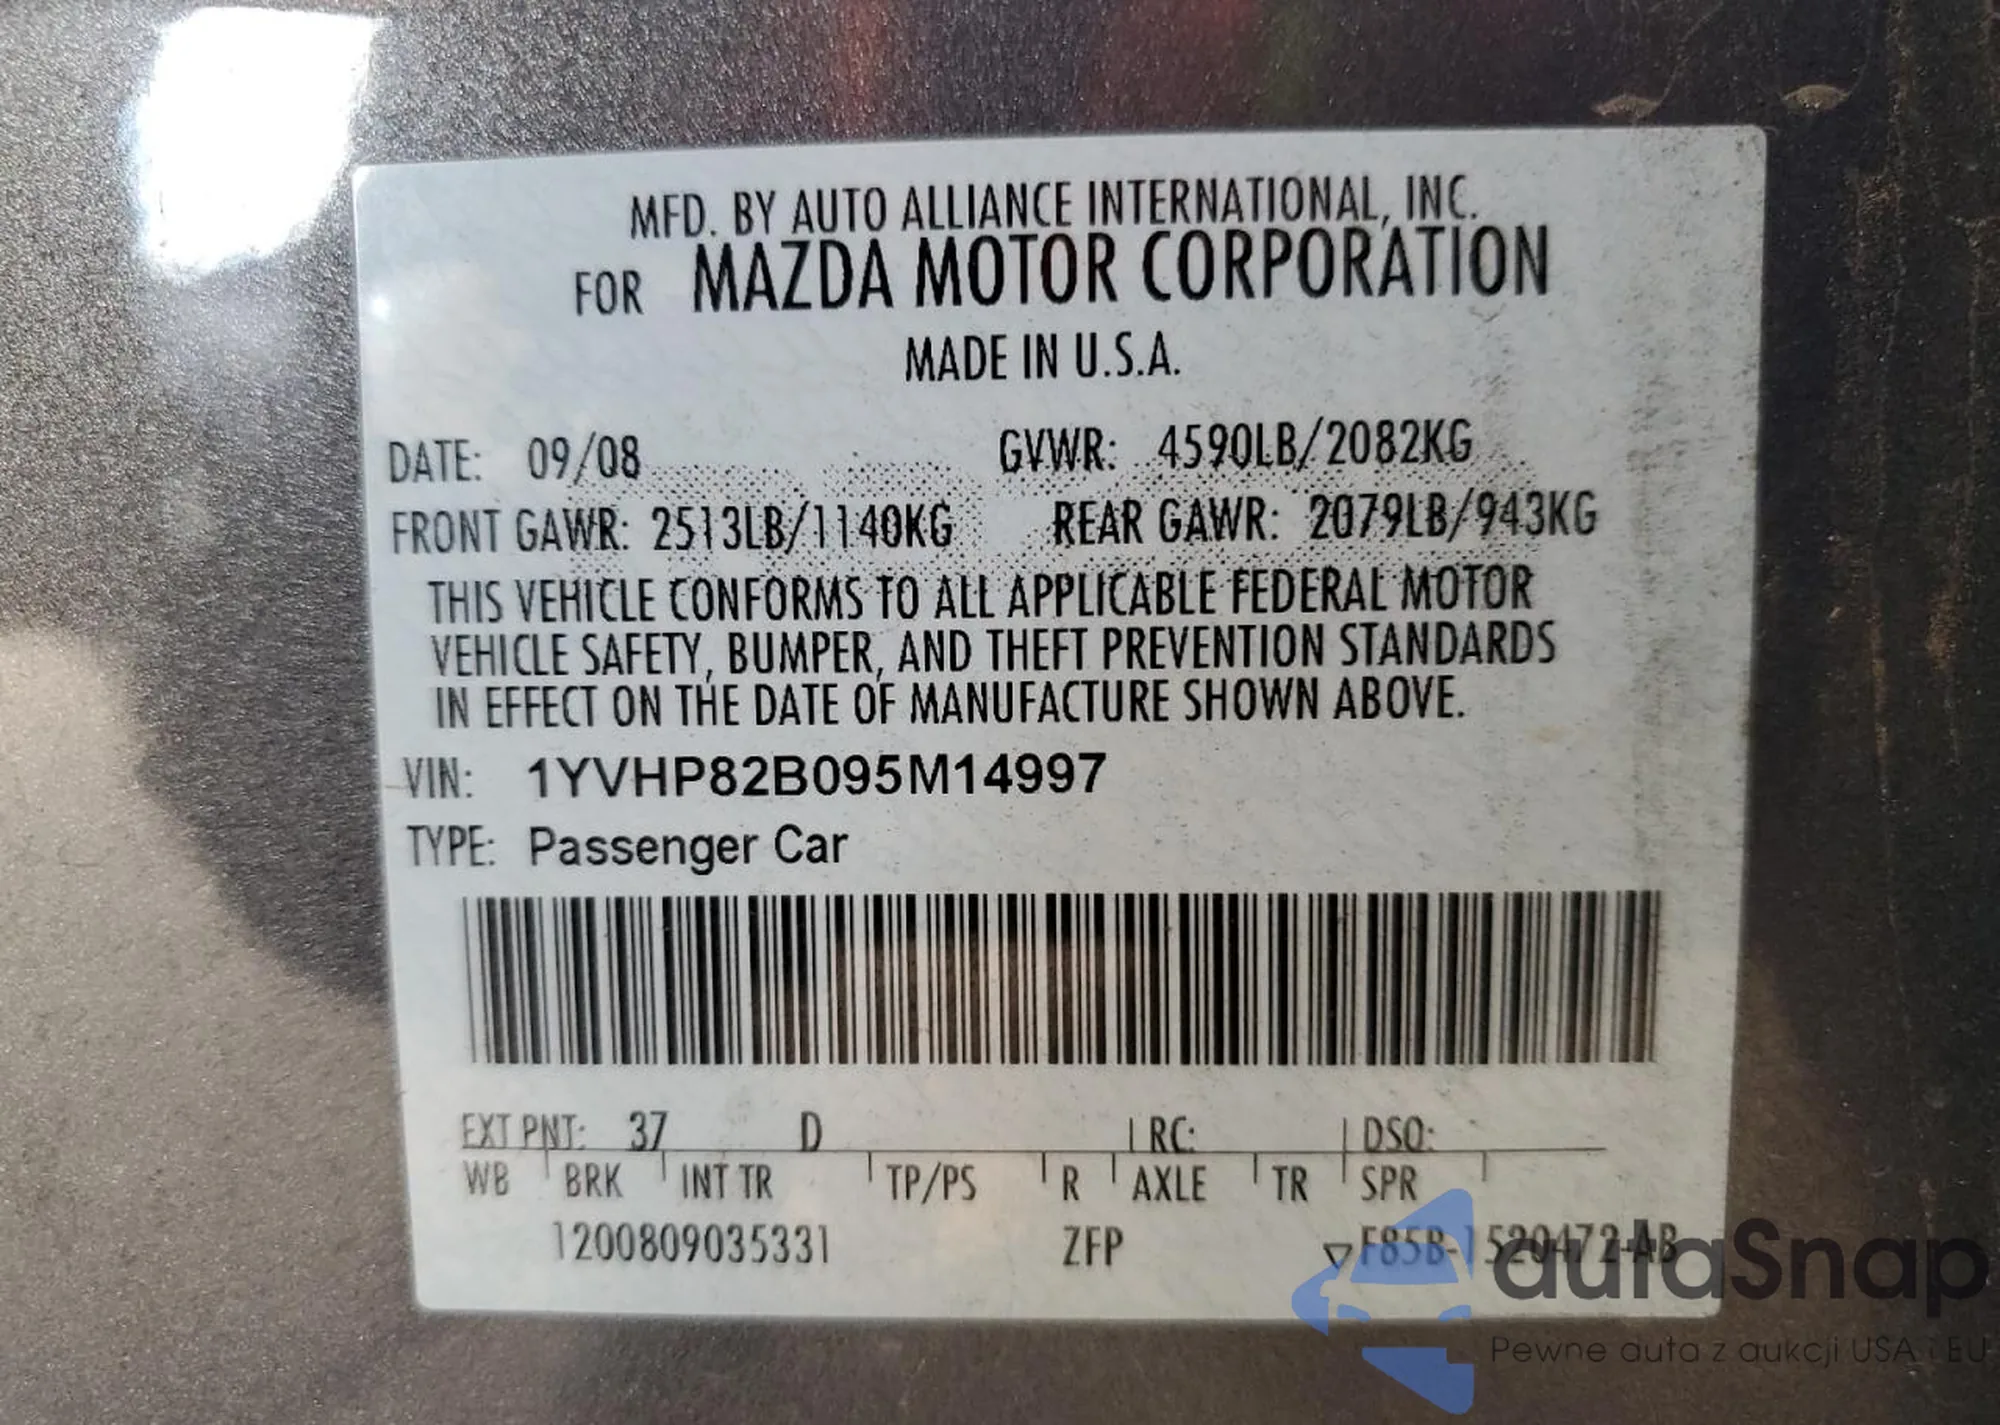 MFD. BY AUTO ALLIANCE INTERNATIONAL, INC.
FOR MAZDA MOTOR CORPORATION
MADE IN U.S.A.
DATE: 09/08 GVWR: 4590LB/2082KG
FRONT GAWR: 2513LB/1140KG REAR GAWR: 2079LB/943KG
THIS VEHICLE CONFORMS TO ALL APPLICABLE FEDERAL MOTOR
VEHICLE SAFETY, BUMPER, AND THEFT PREVENTION STANDARDS
IN EFFECT ON THE DATE OF MANUFACTURE SHOWN ABOVE.
VIN: 1YVHP82B095M14997
TYPE: Passenger Car
EXT PNT: 37 D RC: DSO:
WB BRK INT TR TP/PS R AXLE TR SPR
1200809035331 ZFP F85B-1520472-AB
autaSnap
Pewne auta z aukcji USA i EU